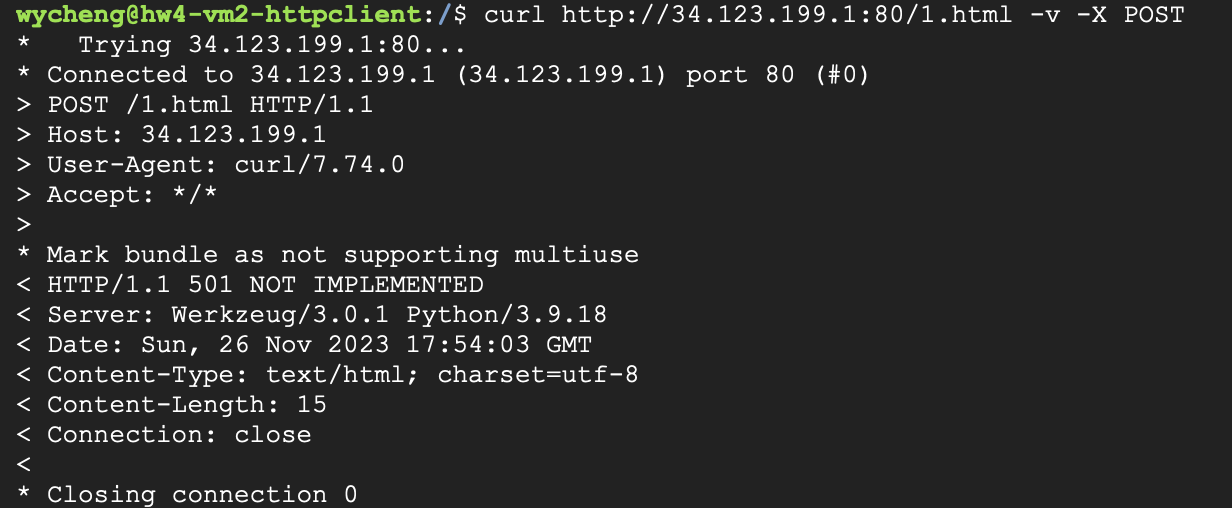 wycheng@hw4-vm2-httpclient:/$ curl http://34.123.199.1:80/1.html -v -X POST
*   Trying 34.123.199.1:80...
* Connected to 34.123.199.1 (34.123.199.1) port 80 (#0)
> POST /1.html HTTP/1.1
> Host: 34.123.199.1
> User-Agent: curl/7.74.0
> Accept: */*
>
* Mark bundle as not supporting multiuse
< HTTP/1.1 501 NOT IMPLEMENTED
< Server: Werkzeug/3.0.1 Python/3.9.18
< Date: Sun, 26 Nov 2023 17:54:03 GMT
< Content-Type: text/html; charset=utf-8
< Content-Length: 15
< Connection: close
<
* Closing connection 0